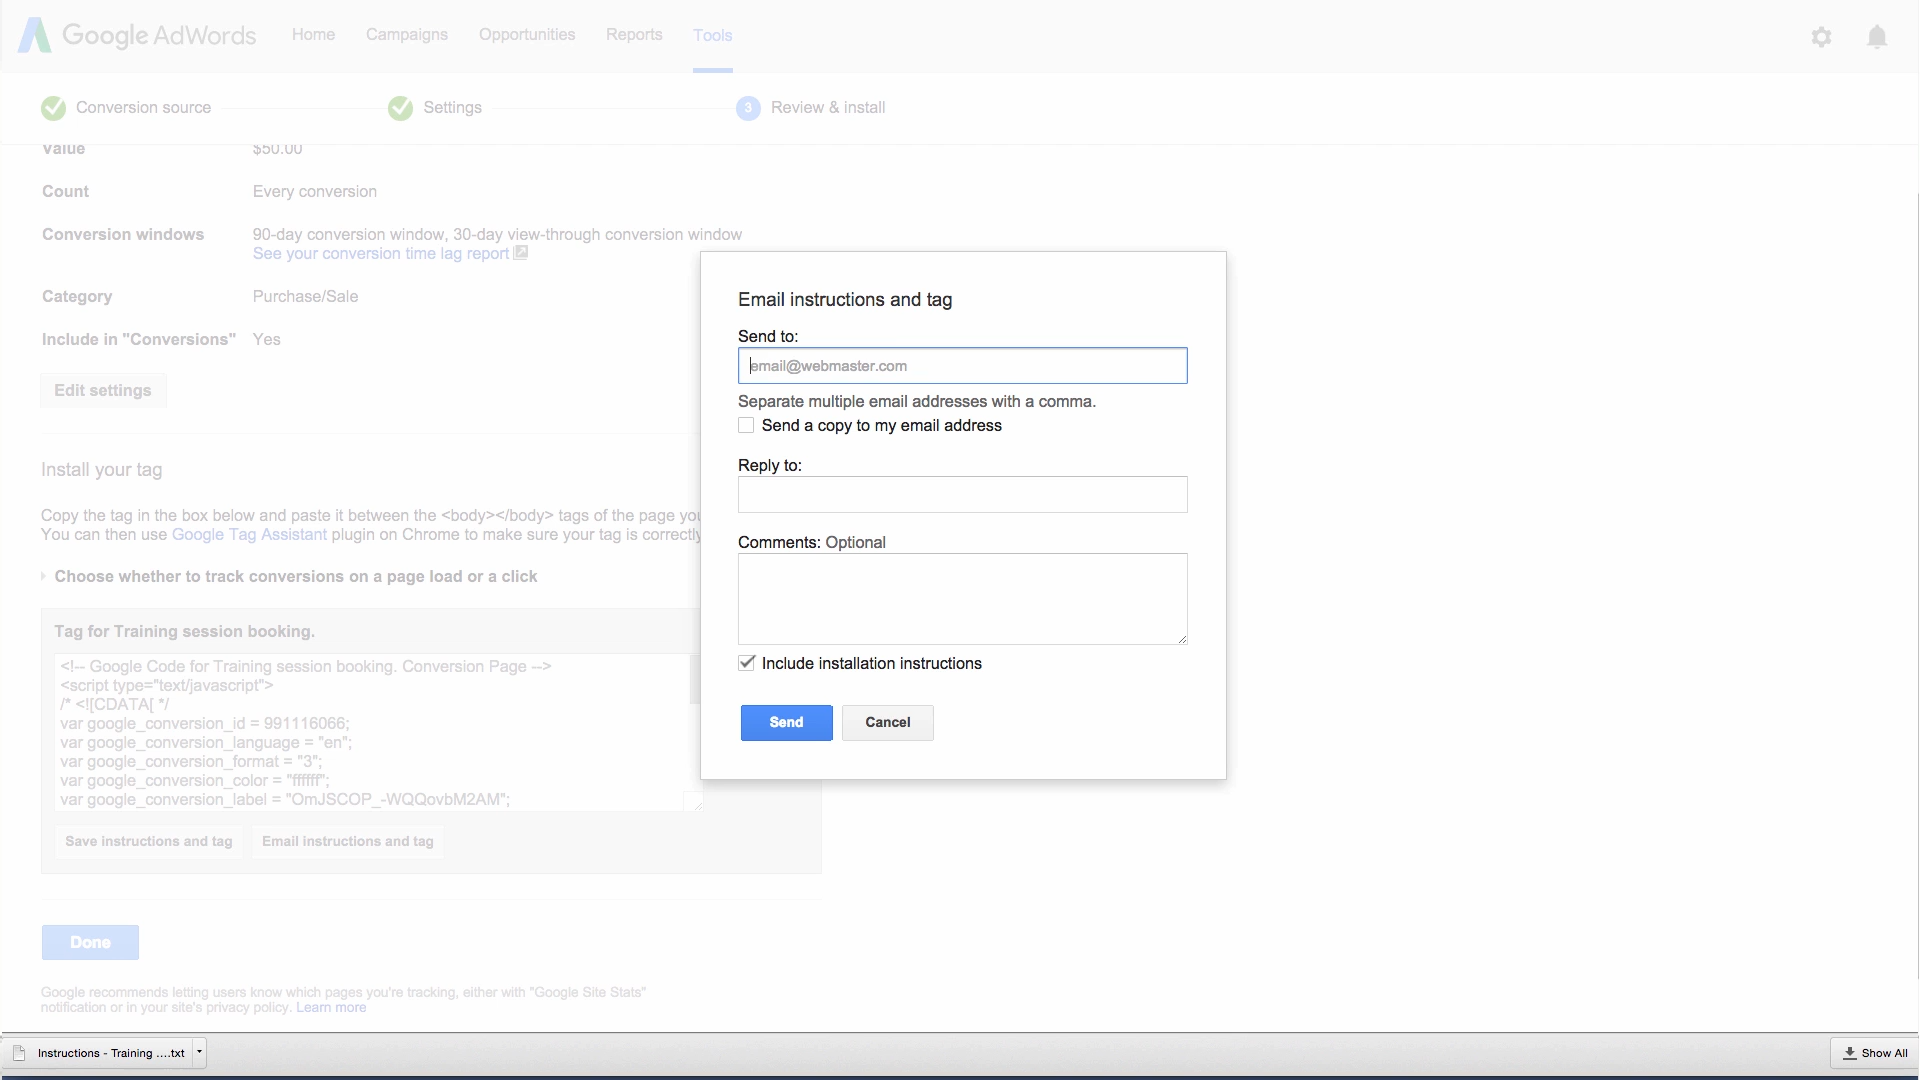 Google AdWords
Home
Campaigns
Opportunities
Reports
Tools
Conversion source
Settings
3
Review & install
Value
$50.00
Count
Every conversion
Conversion windows
90-day conversion window, 30-day view-through conversion window
See your conversion time lag report
Category
Purchase/Sale
Include in "Conversions"
Yes
Edit settings
Install your tag
Copy the tag in the box below and paste it between the <body></body> tags of the page
You can then use Google Tag Assistant plugin on Chrome to make sure your tag is correctly
Choose whether to track conversions on a page load or a click
Tag for Training session booking.
<!-- Google Code for Training session booking. Conversion Page -->
<script type="text/javascript">
/* <![CDATA[ */
var google_conversion_id = 991116066;
var google_conversion_language = "en";
var google_conversion_format = "3";
var google_conversion_color = "ffffff";
var google_conversion_label = "OmJSCOP_-WQQovbM2AM";
Save instructions and tag
Email instructions and tag
Done
Google recommends letting users know which pages you're tracking, either with "Google Site Stats"
notification or in your site's privacy policy. Learn more
Email instructions and tag
Send to:
email@webmaster.com
Separate multiple email addresses with a comma.
Send a copy to my email address
Reply to:
Comments: Optional
Include installation instructions
Send
Cancel
Instructions - Training ....txt
Show All